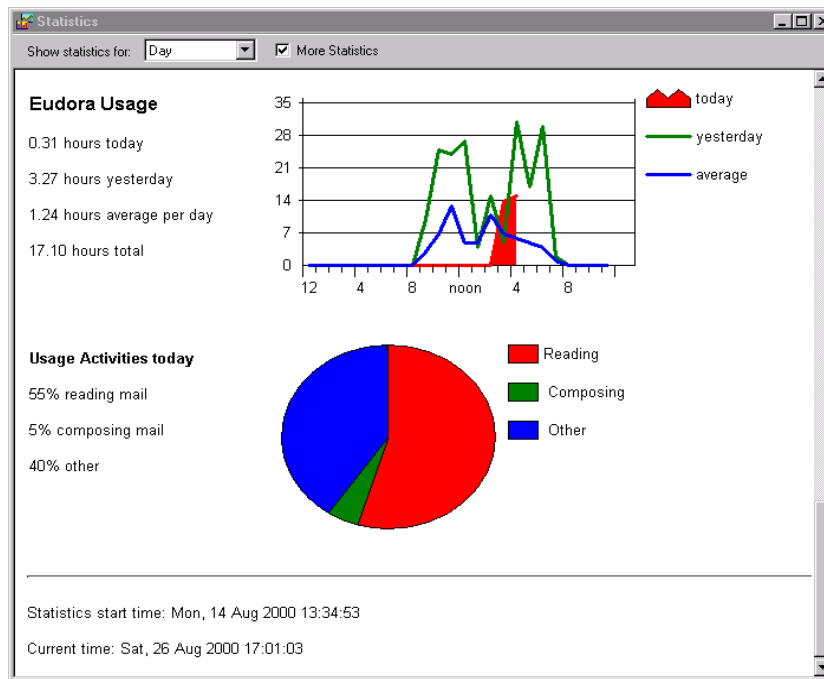 Statistics
Show statistics for: Day More Statistics
Eudora Usage
0.31 hours today
3.27 hours yesterday
1.24 hours average per day
17.10 hours total
35
28
21
14
7
0
12 4 8 noon 4 8
today
yesterday
average
Usage Activities today
55% reading mail
5% composing mail
40% other
Reading
Composing
Other
Statistics start time: Mon, 14 Aug 2000 13:34:53
Current time: Sat, 26 Aug 2000 17:01:03